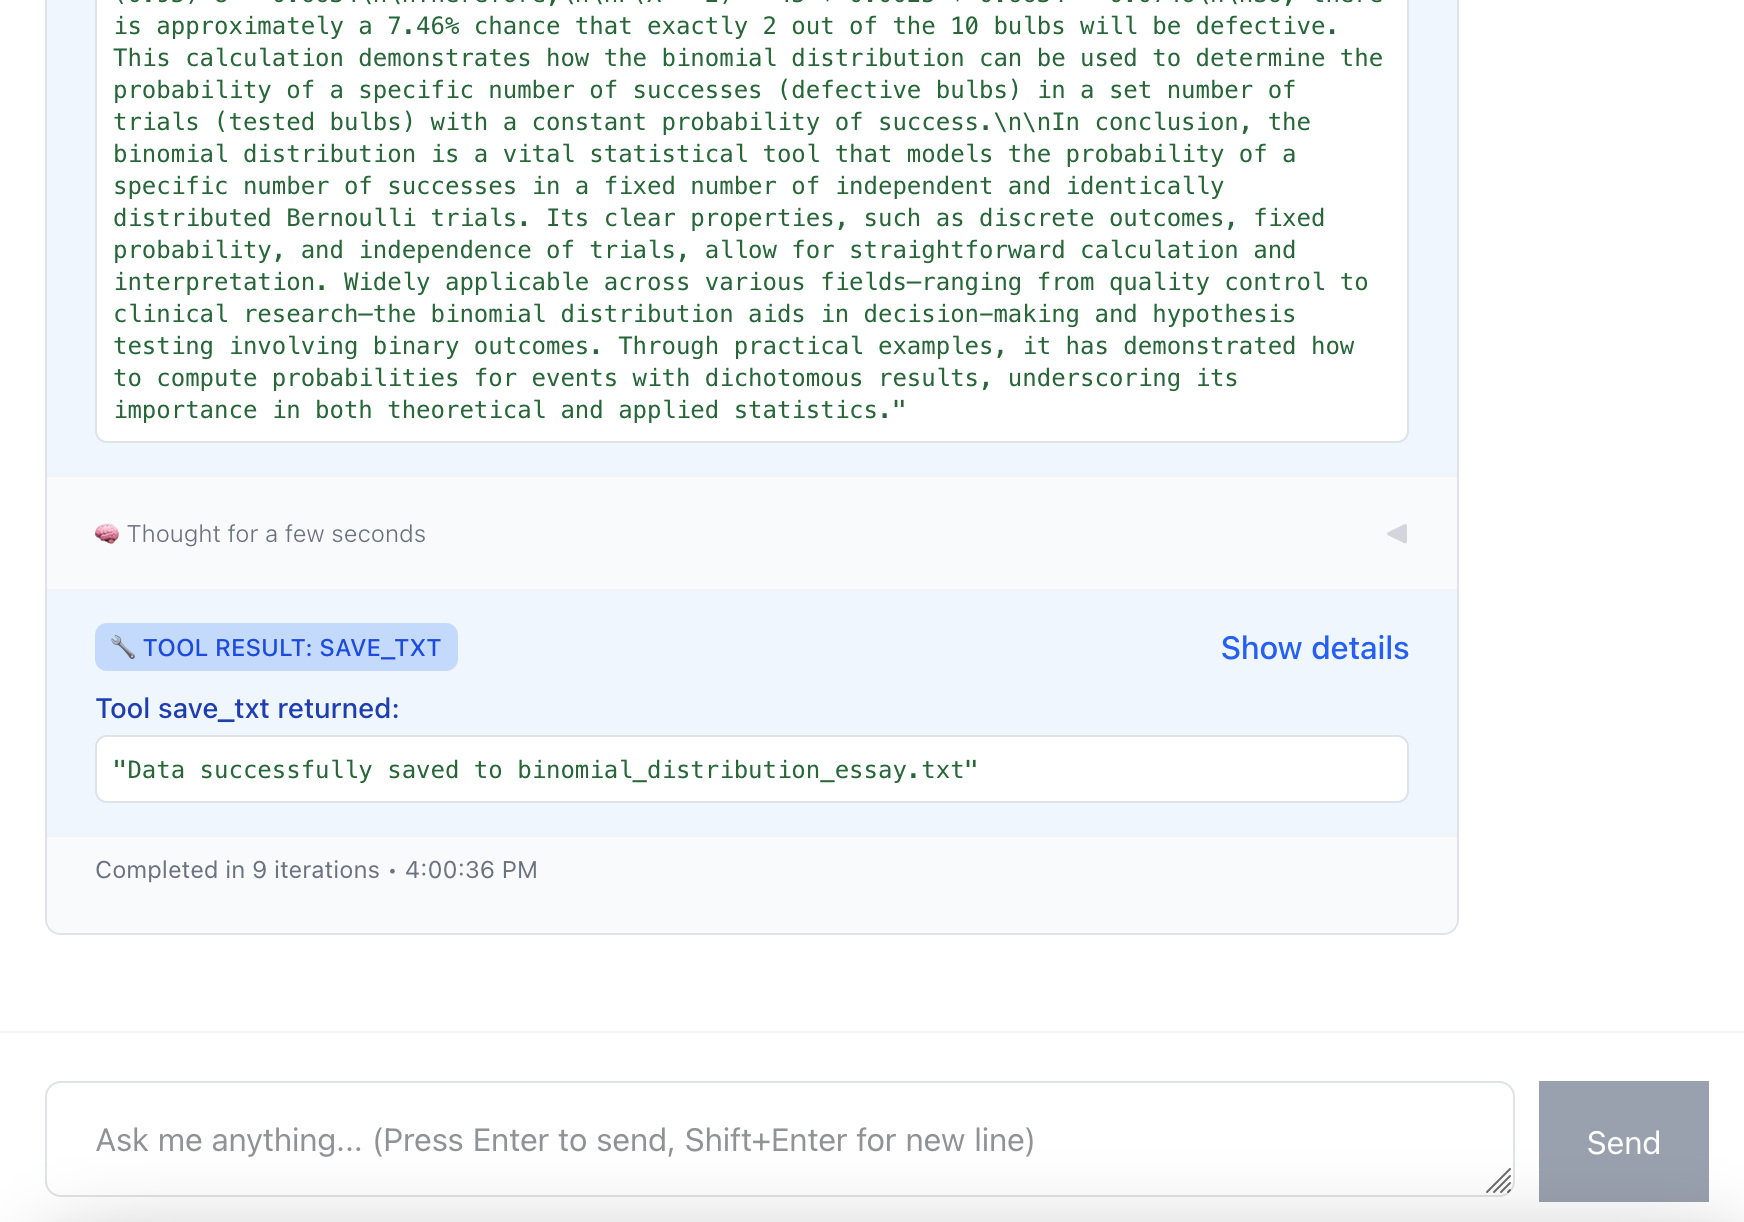 is approximately a 7.46% chance that exactly 2 out of the 10 bulbs will be defective.
This calculation demonstrates how the binomial distribution can be used to determine the
probability of a specific number of successes (defective bulbs) in a set number of
trials (tested bulbs) with a constant probability of success.\n\nIn conclusion, the
binomial distribution is a vital statistical tool that models the probability of a
specific number of successes in a fixed number of independent and identically
distributed Bernoulli trials. Its clear properties, such as discrete outcomes, fixed
probability, and independence of trials, allow for straightforward calculation and
interpretation. Widely applicable across various fields—ranging from quality control to
clinical research—the binomial distribution aids in decision-making and hypothesis
testing involving binary outcomes. Through practical examples, it has demonstrated how
to compute probabilities for events with dichotomous results, underscoring its
importance in both theoretical and applied statistics."
Thought for a few seconds
TOOL RESULT: SAVE_TXT
Show details
Tool save_txt returned:
"Data successfully saved to binomial_distribution_essay.txt"
Completed in 9 iterations • 4:00:36 PM
Ask me anything... (Press Enter to send, Shift+Enter for new line)
Send